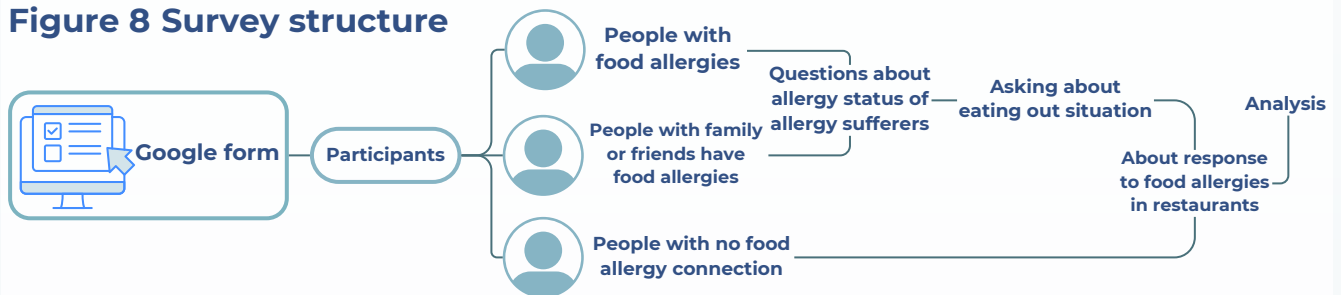 Figure 8 Survey structure
Google form
Participants
People with
food allergies
People with family
or friends have
food allergies
People with no food
allergy connection
Questions about
allergy status of
allergy sufferers
Asking about
eating out situation
About response
to food allergies
in restaurants
Analysis